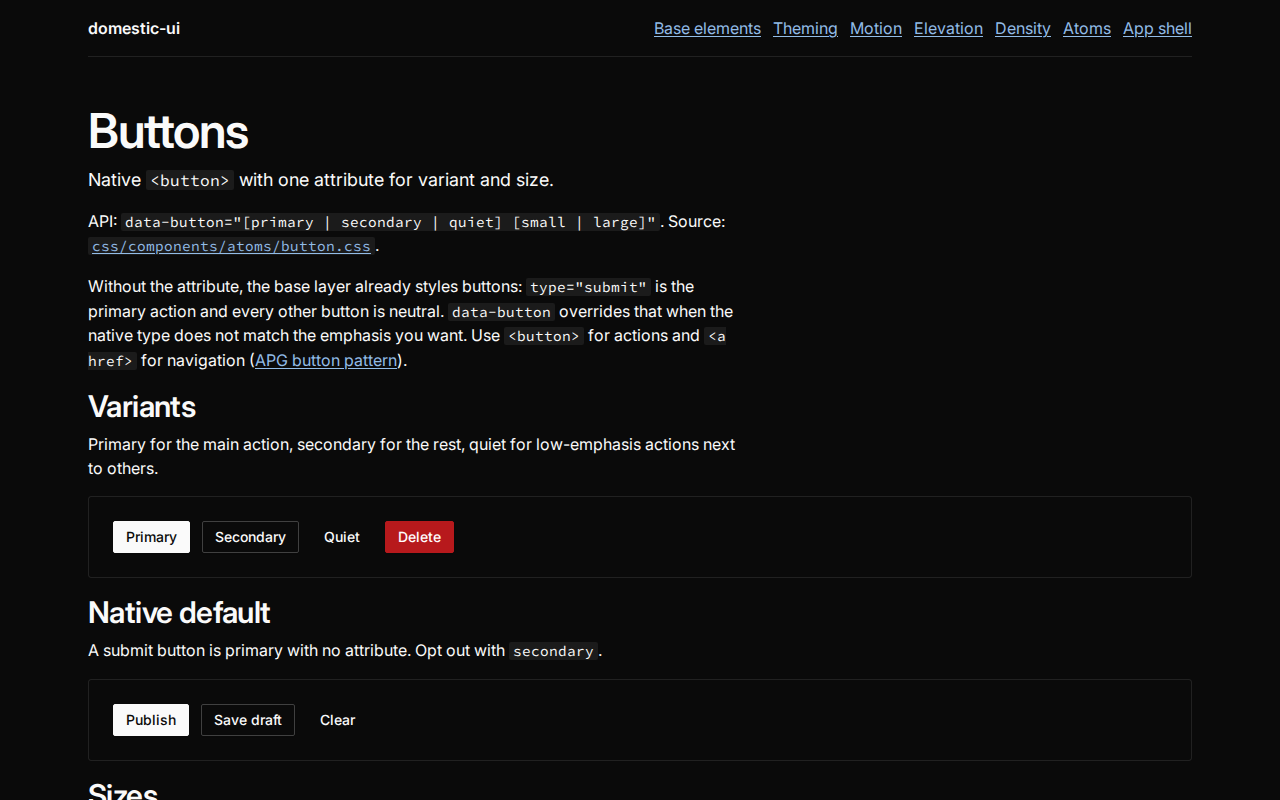 domestic-ui
Base elements Theming Motion Elevation Density Atoms App shell
Buttons
Native <button> with one attribute for variant and size.
API: data-button="[primary | secondary | quiet] [small | large]". Source:
css/components/atoms/button.css.
Without the attribute, the base layer already styles buttons: type="submit" is the
primary action and every other button is neutral. data-button overrides that when the
native type does not match the emphasis you want. Use <button> for actions and <a
href> for navigation (APG button pattern).
Variants
Primary for the main action, secondary for the rest, quiet for low-emphasis actions next
to others.
Primary Secondary Quiet Delete
Native default
A submit button is primary with no attribute. Opt out with secondary.
Publish Save draft Clear
Sizes